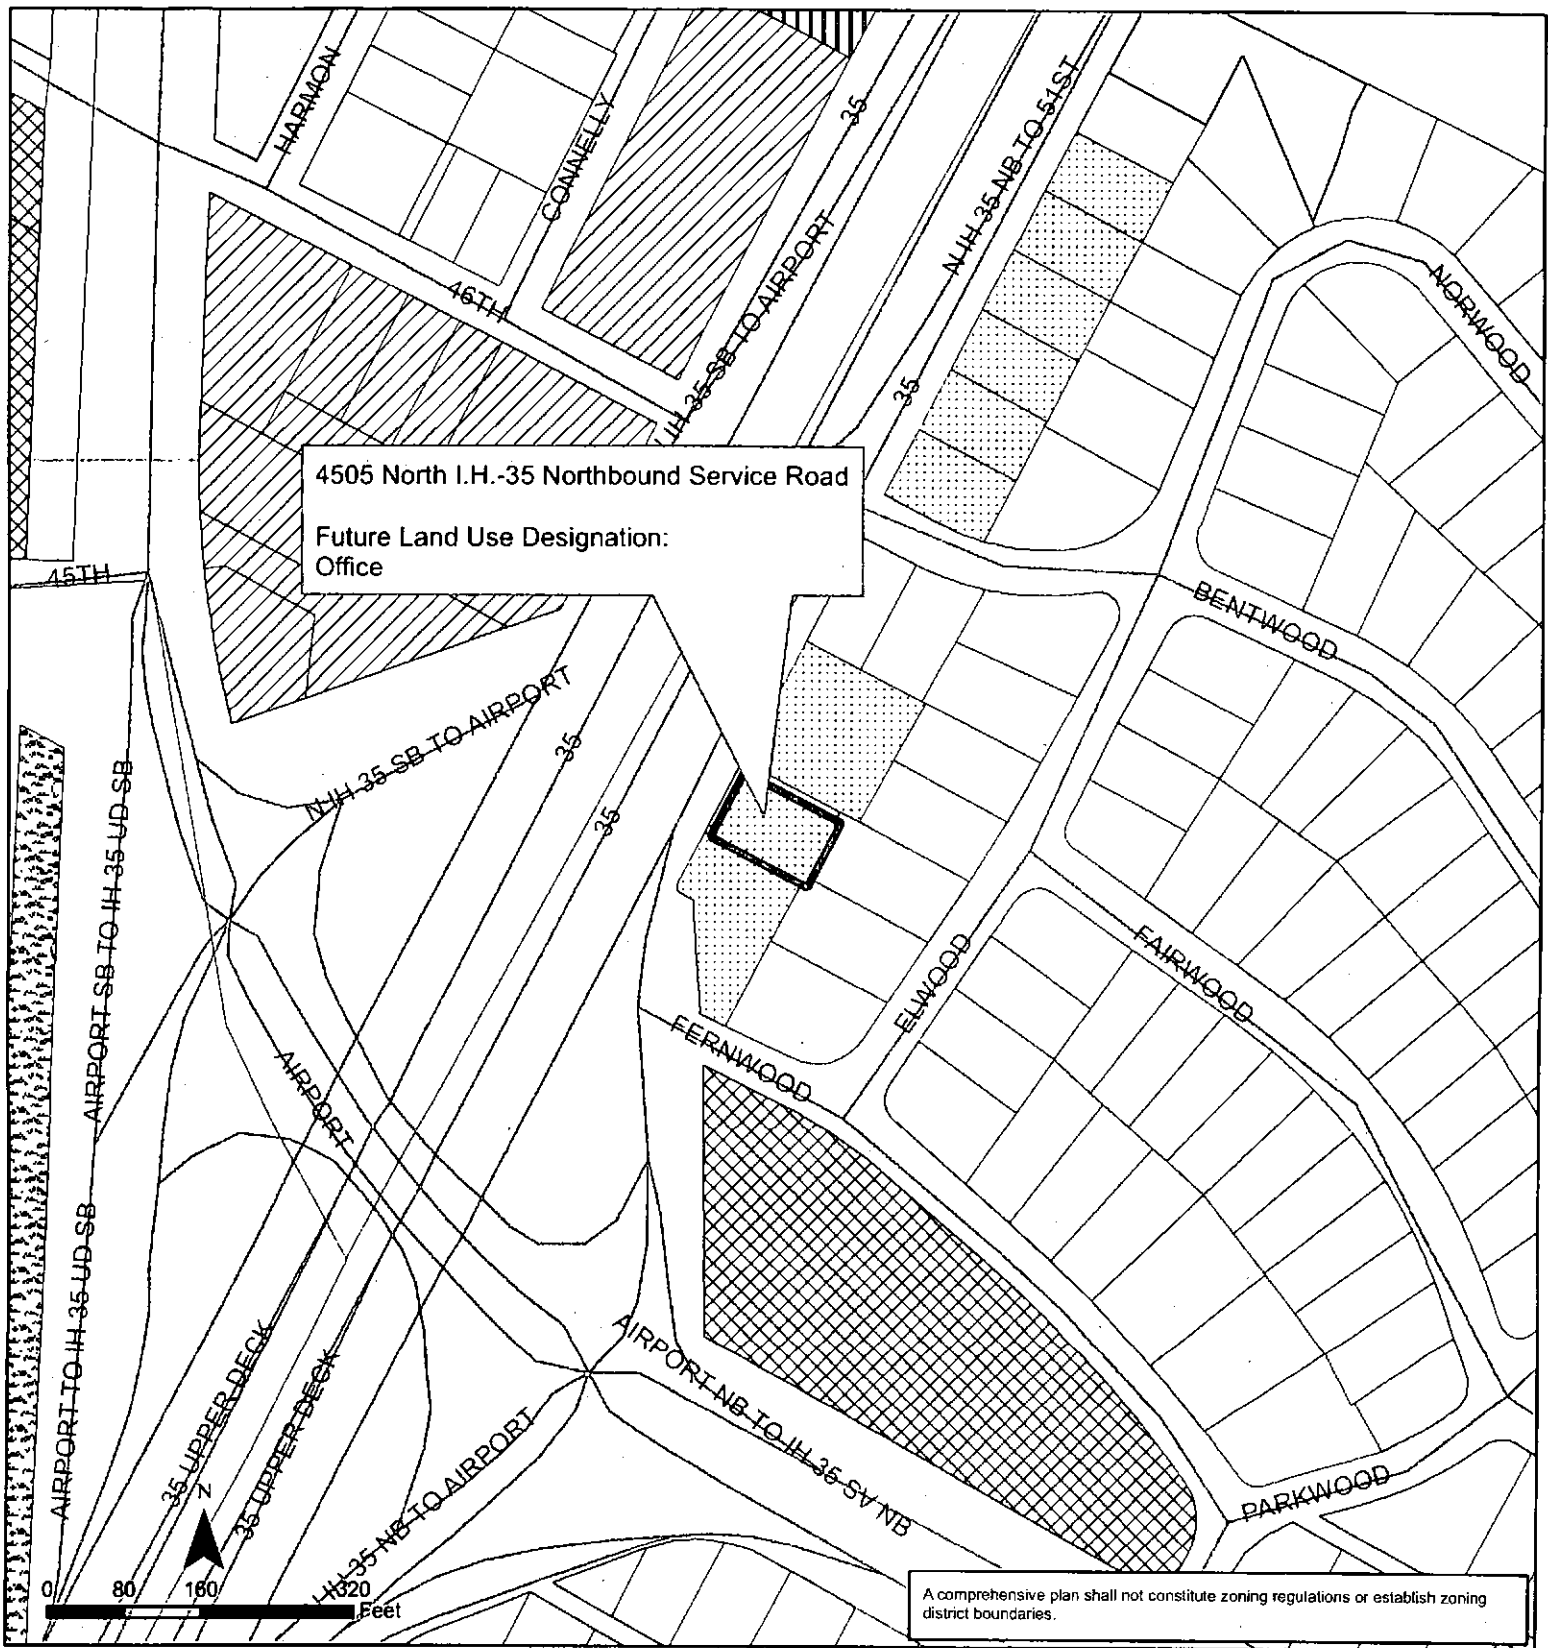 HARMON
CONNELLY
35
N IH 35 NB TO 51ST
46TH
IH 35 SB TO AIRPORT
35
NORWOOD
4505 North I.H.-35 Northbound Service Road
Future Land Use Designation:
Office
45TH
BENTWOOD
N IH 35 SB TO AIRPORT
35
35
AIRPORT SB TO IH 35 UD SB
ELWOOD
FAIRWOOD
FERNWOOD
AIRPORT
AIRPORT TO IH 35 UD SB
35 UPPER DECK
35 UPPER DECK
AIRPORT NB TO IH 35 SV NB
IH 35 NB TO AIRPORT
PARKWOOD
N
0 80 160 320
Feet
A comprehensive plan shall not constitute zoning regulations or establish zoning
district boundaries.